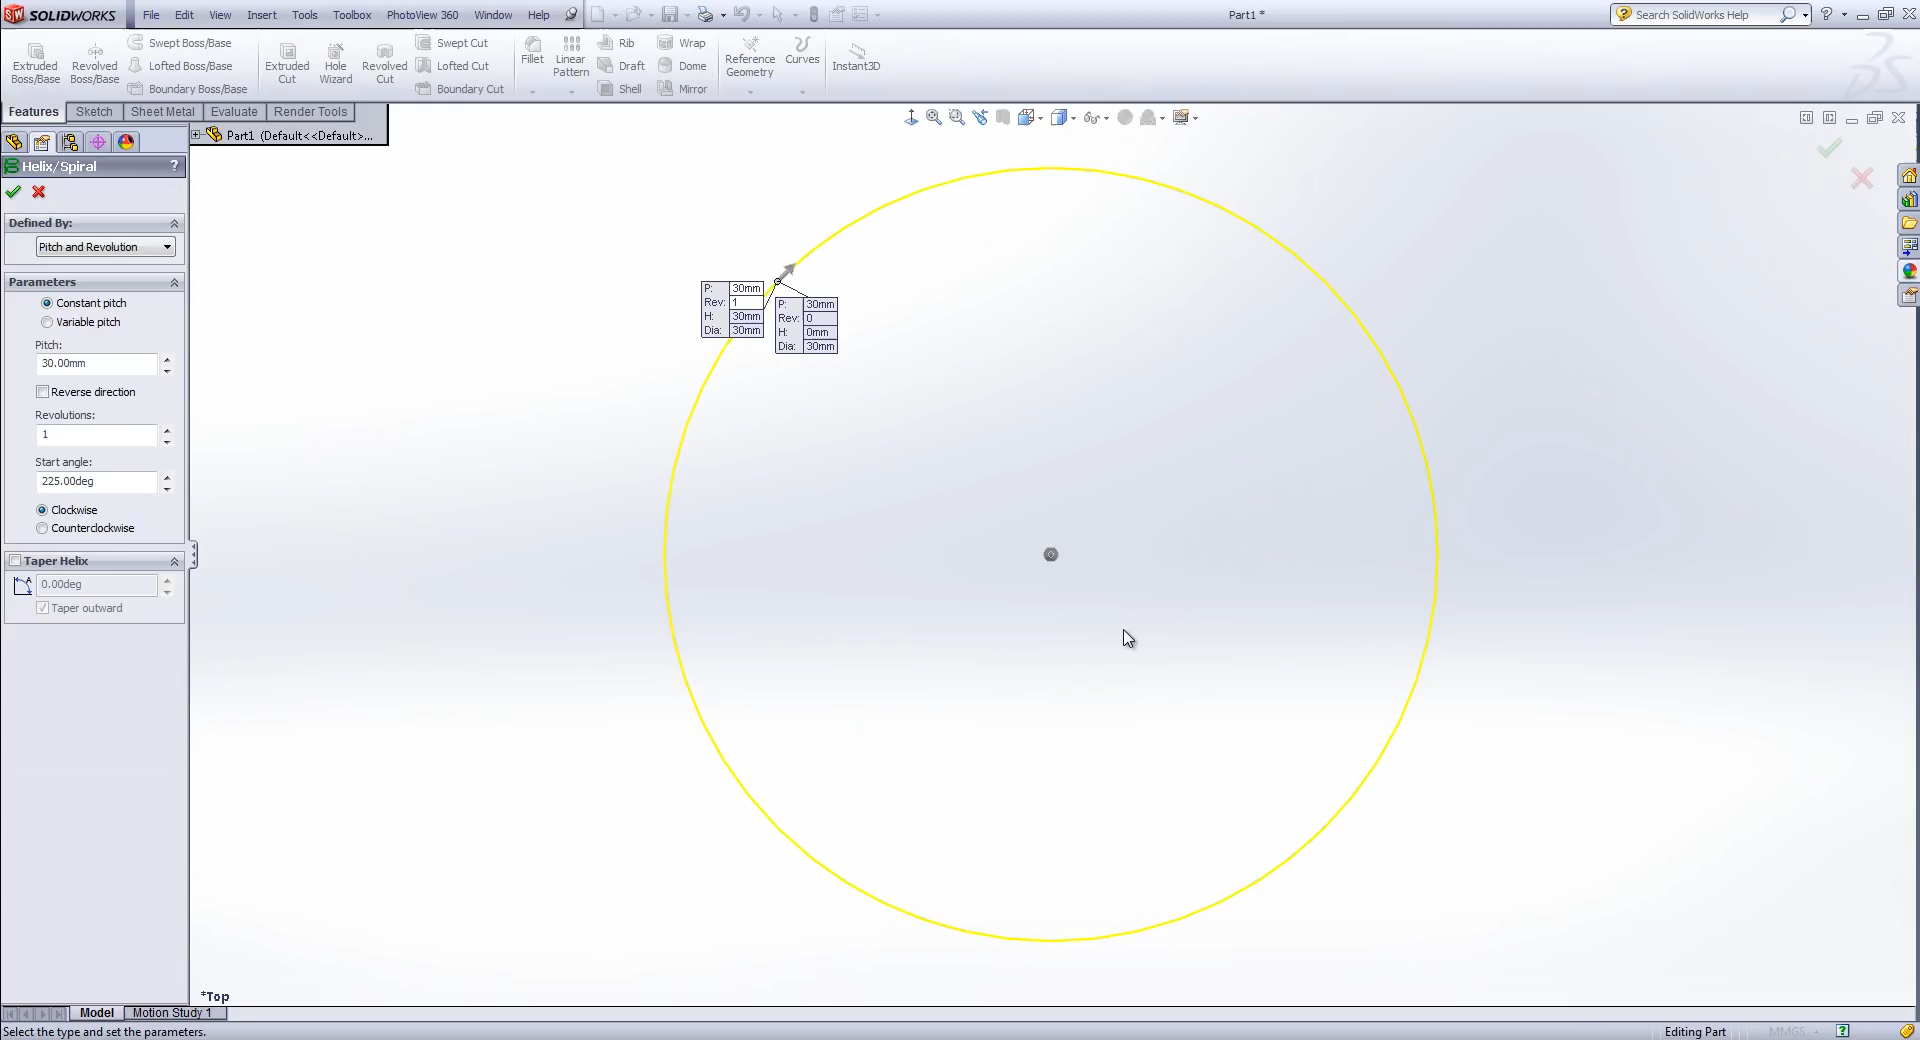 SW SOLIDWORKS File Edit View Insert Tools Toolbox PhotoView 360 Window Help Part1 * Search SolidWorks Help
Extruded Boss/Base
Revolved Boss/Base
Swept Boss/Base
Lofted Boss/Base
Boundary Boss/Base
Extruded Cut
Hole Wizard
Revolved Cut
Swept Cut
Lofted Cut
Boundary Cut
Fillet
Linear Pattern
Rib
Draft
Shell
Wrap
Dome
Mirror
Reference Geometry
Curves
Instant3D
Features Sketch Sheet Metal Evaluate Render Tools
Part1 (Default<<Default>...
Helix/Spiral ?
Defined By:
Pitch and Revolution
Parameters
Constant pitch
Variable pitch
Pitch:
30.00mm
Reverse direction
Revolutions:
1
Start angle:
225.00deg
Clockwise
Counterclockwise
Taper Helix
0.00deg
Taper outward
P: 30mm
Rev: 1
H: 30mm
Dia: 30mm
P: 30mm
Rev: 0
H: 0mm
Dia: 30mm
*Top
Model Motion Study 1
Select the type and set the parameters. Editing Part MMGS ?